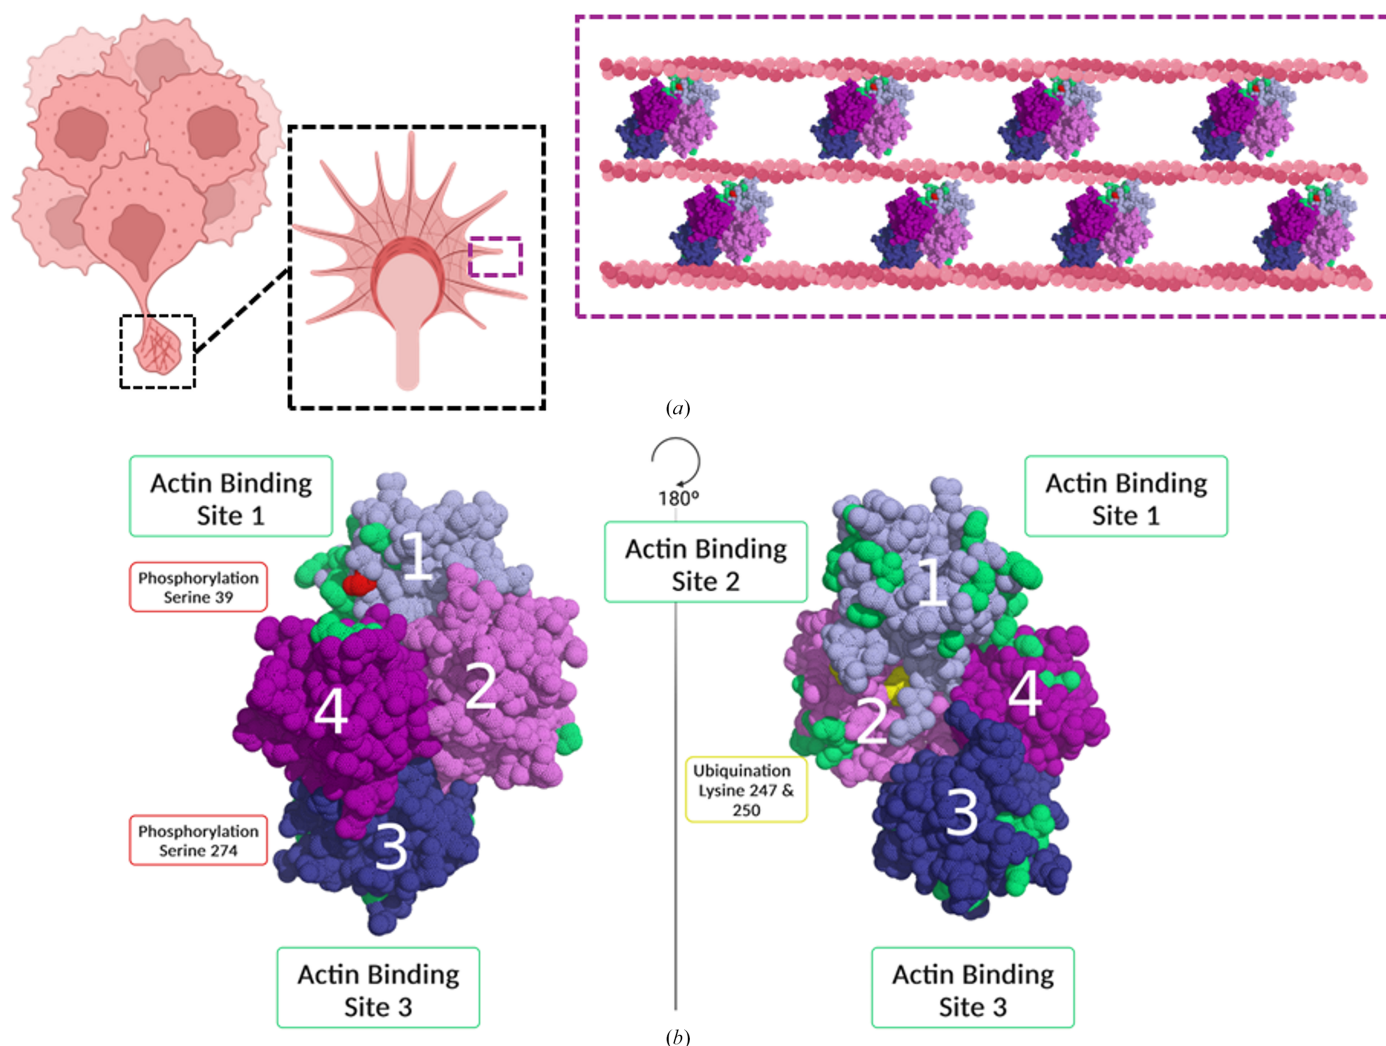 (a)
Actin Binding
Site 1
Phosphorylation
Serine 39
1
2
4
3
Phosphorylation
Serine 274
Actin Binding
Site 3
180º
Actin Binding
Site 2
Ubiquination
Lysine 247 &
250
Actin Binding
Site 1
1
2
4
3
Actin Binding
Site 3
(b)